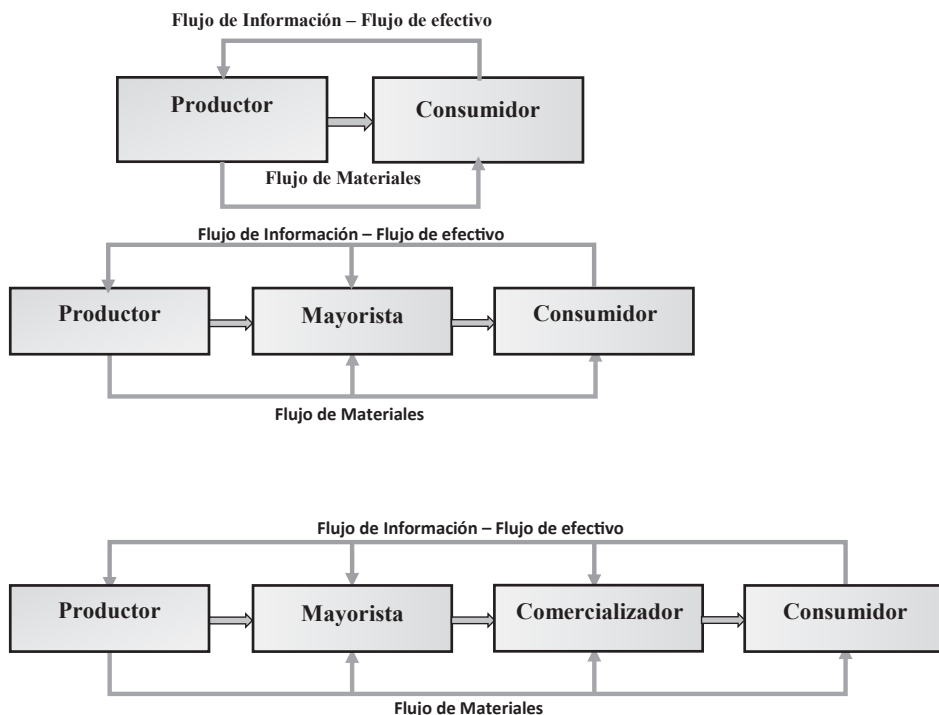 Flujo de Información – Flujo de efectivo
Productor
Consumidor
Flujo de Materiales
Flujo de Información – Flujo de efectivo
Productor
Mayorista
Consumidor
Flujo de Materiales
Flujo de Información – Flujo de efectivo
Productor
Mayorista
Comercializador
Consumidor
Flujo de Materiales